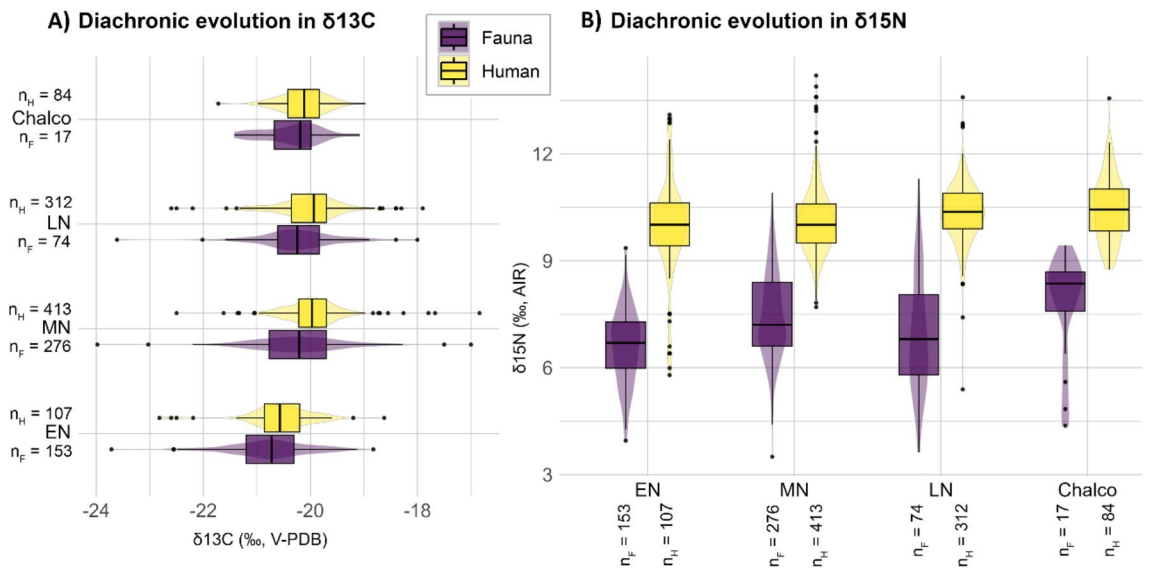 A) Diachronic evolution in δ13C
Fauna
Human
nH = 84
Chalco
nF = 17
nH = 312
LN
nF = 74
nH = 413
MN
nF = 276
nH = 107
EN
nF = 153
-24 -22 -20 -18
δ13C (‰, V-PDB)
B) Diachronic evolution in δ15N
12
9
6
3
δ15N (‰, AIR)
EN MN LN Chalco
nF = 153
nH = 107
nF = 276
nH = 413
nF = 74
nH = 312
nF = 17
nH = 84